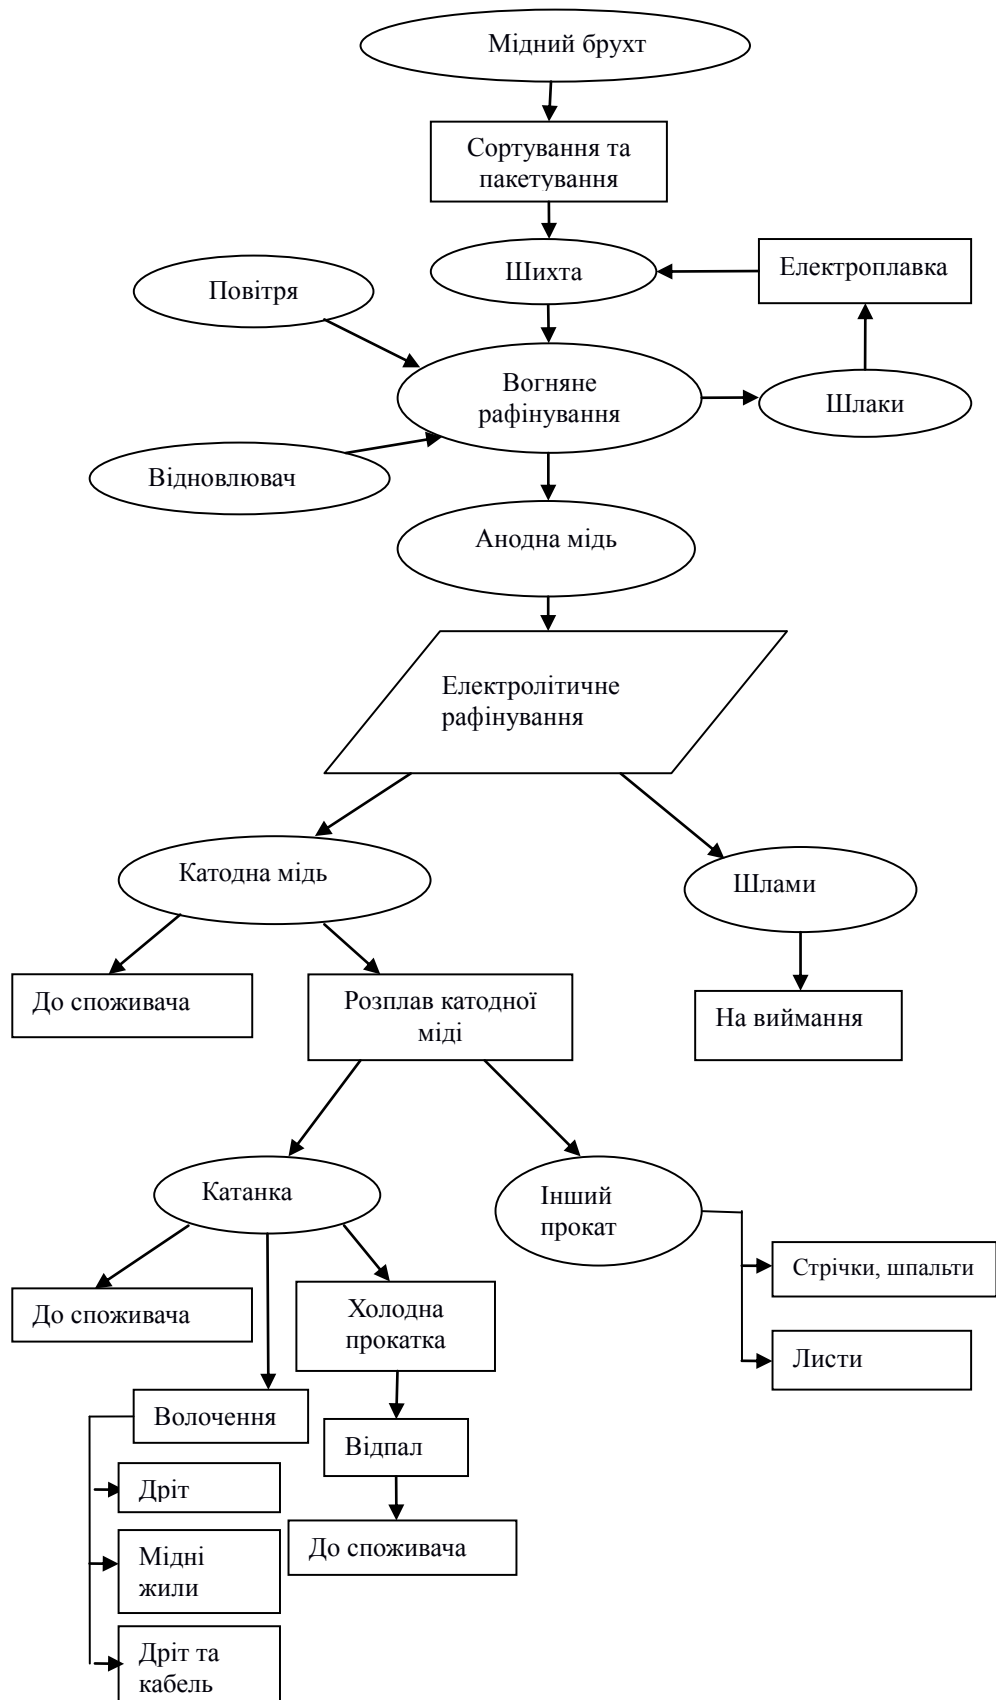 Мідний брухт
Сортування та
пакетування
Шихта
Електроплавка
Повітря
Вогняне
рафінування
Шлаки
Відновлювач
Анодна мідь
Електролітичне
рафінування
Катодна мідь
Шлами
До споживача
Розплав катодної
міді
На виймання
Катанка
Інший
прокат
Стрічки, шпальти
До споживача
Холодна
прокатка
Листи
Волочення
Відпал
Дріт
До споживача
Мідні
жили
Дріт та
кабель